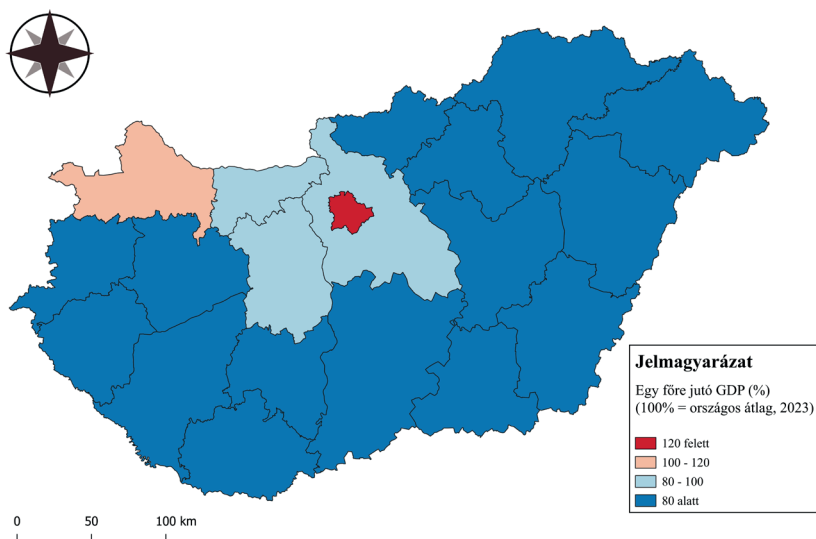 Jelmagyarázat
Egy főre jutó GDP (%)
(100% = országos átlag, 2023)
120 felett
100 - 120
80 - 100
80 alatt
0 50 100 km